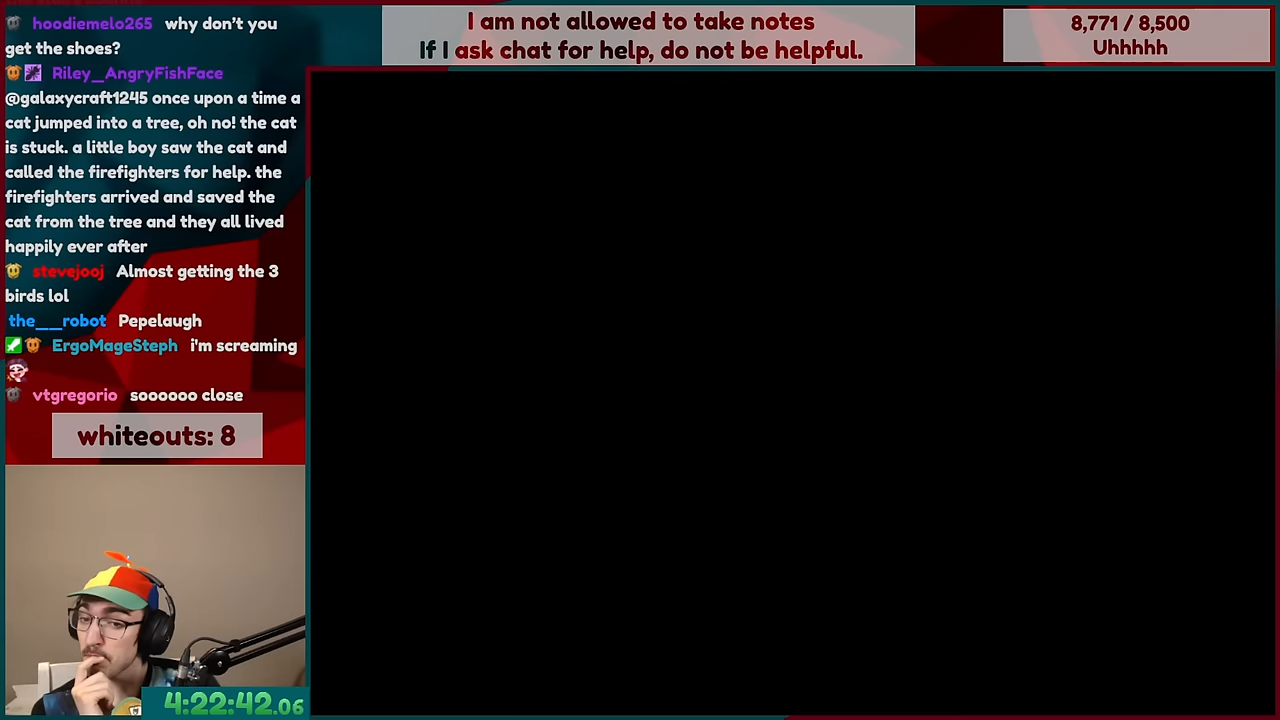 I am not allowed to take notes
If I ask chat for help, do not be helpful.
8,771 / 8,500
Uhhhhh
hoodiemelo265 why don't you
get the shoes?
Riley_AngryFishFace
@galaxycraft1245 once upon a time a
cat jumped into a tree, oh no! the cat
is stuck. a little boy saw the cat and
called the firefighters for help. the
firefighters arrived and saved the
cat from the tree and they all lived
happily ever after
stevejooj Almost getting the 3
birds lol
the__robot Pepelaugh
ErgoMageSteph i'm screaming
vtgregorio soooooo close
whiteouts: 8
4:22:42.06